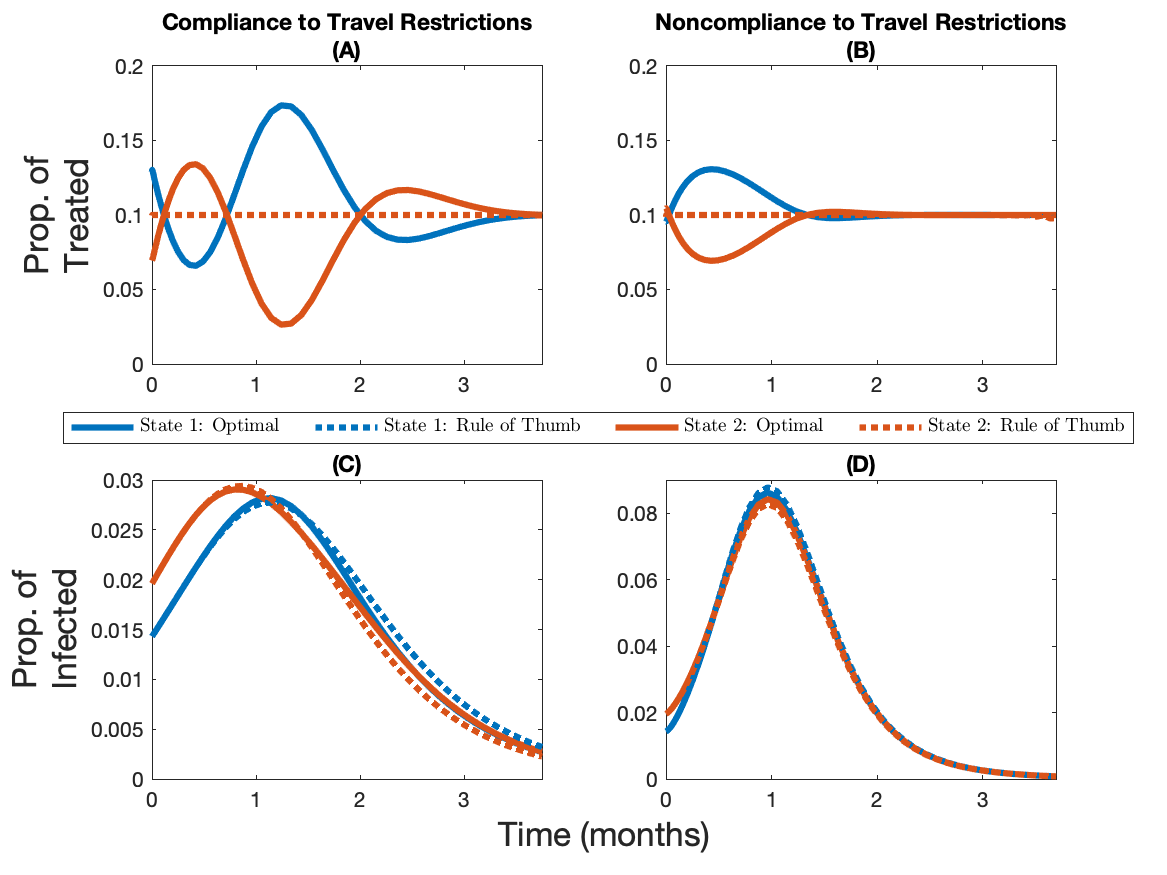 Compliance to Travel Restrictions
(A)
Noncompliance to Travel Restrictions
(B)
Prop. of
Treated
0.2
0.15
0.1
0.05
0
0 1 2 3
0.2
0.15
0.1
0.05
0
0 1 2 3
State 1: Optimal State 1: Rule of Thumb State 2: Optimal State 2: Rule of Thumb
(C)
(D)
Prop. of
Infected
0.03
0.025
0.02
0.015
0.01
0.005
0
0 1 2 3
0.08
0.06
0.04
0.02
0
0 1 2 3
Time (months)